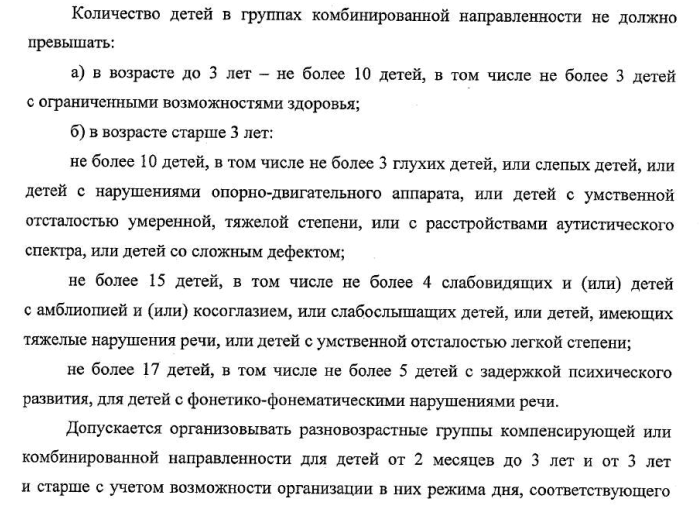 Количество детей в группах комбинированной направленности не должно
превышать:
а) в возрасте до 3 лет – не более 10 детей, в том числе не более 3 детей
с ограниченными возможностями здоровья;
б) в возрасте старше 3 лет:
не более 10 детей, в том числе не более 3 глухих детей, или слепых детей, или
детей с нарушениями опорно-двигательного аппарата, или детей с умственной
отсталостью умеренной, тяжелой степени, или с расстройствами аутистического
спектра, или детей со сложным дефектом;
не более 15 детей, в том числе не более 4 слабовидящих и (или) детей
с амблиопией и (или) косоглазием, или слабослышащих детей, или детей, имеющих
тяжелые нарушения речи, или детей с умственной отсталостью легкой степени;
не более 17 детей, в том числе не более 5 детей с задержкой психического
развития, для детей с фонетико-фонематическими нарушениями речи.
Допускается организовывать разновозрастные группы компенсирующей или
комбинированной направленности для детей от 2 месяцев до 3 лет и от 3 лет
и старше с учетом возможности организации в них режима дня, соответствующего